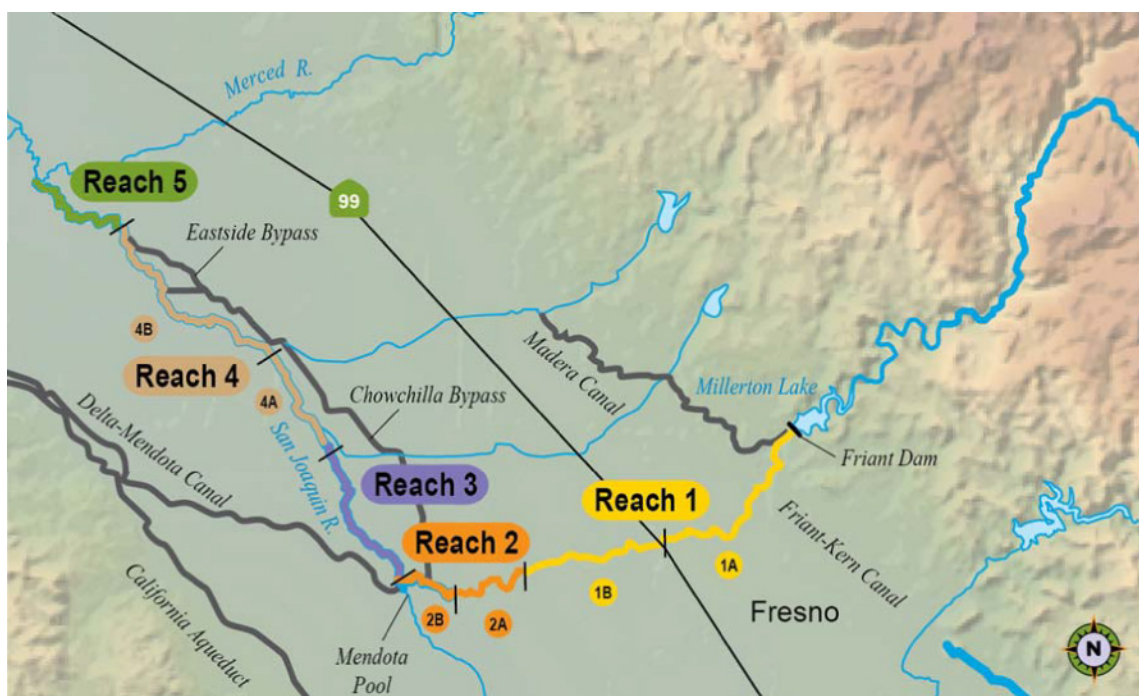 Merced R.
Reach 5
99
Eastside Bypass
4B
Reach 4
4A
Chowchilla Bypass
Madera Canal
Millerton Lake
Friant Dam
Delta-Mendota Canal
San Joaquin R.
Reach 3
Reach 2
Reach 1
Friant-Kern Canal
1A
1B
2A
2B
Fresno
California Aqueduct
Mendota
Pool
N